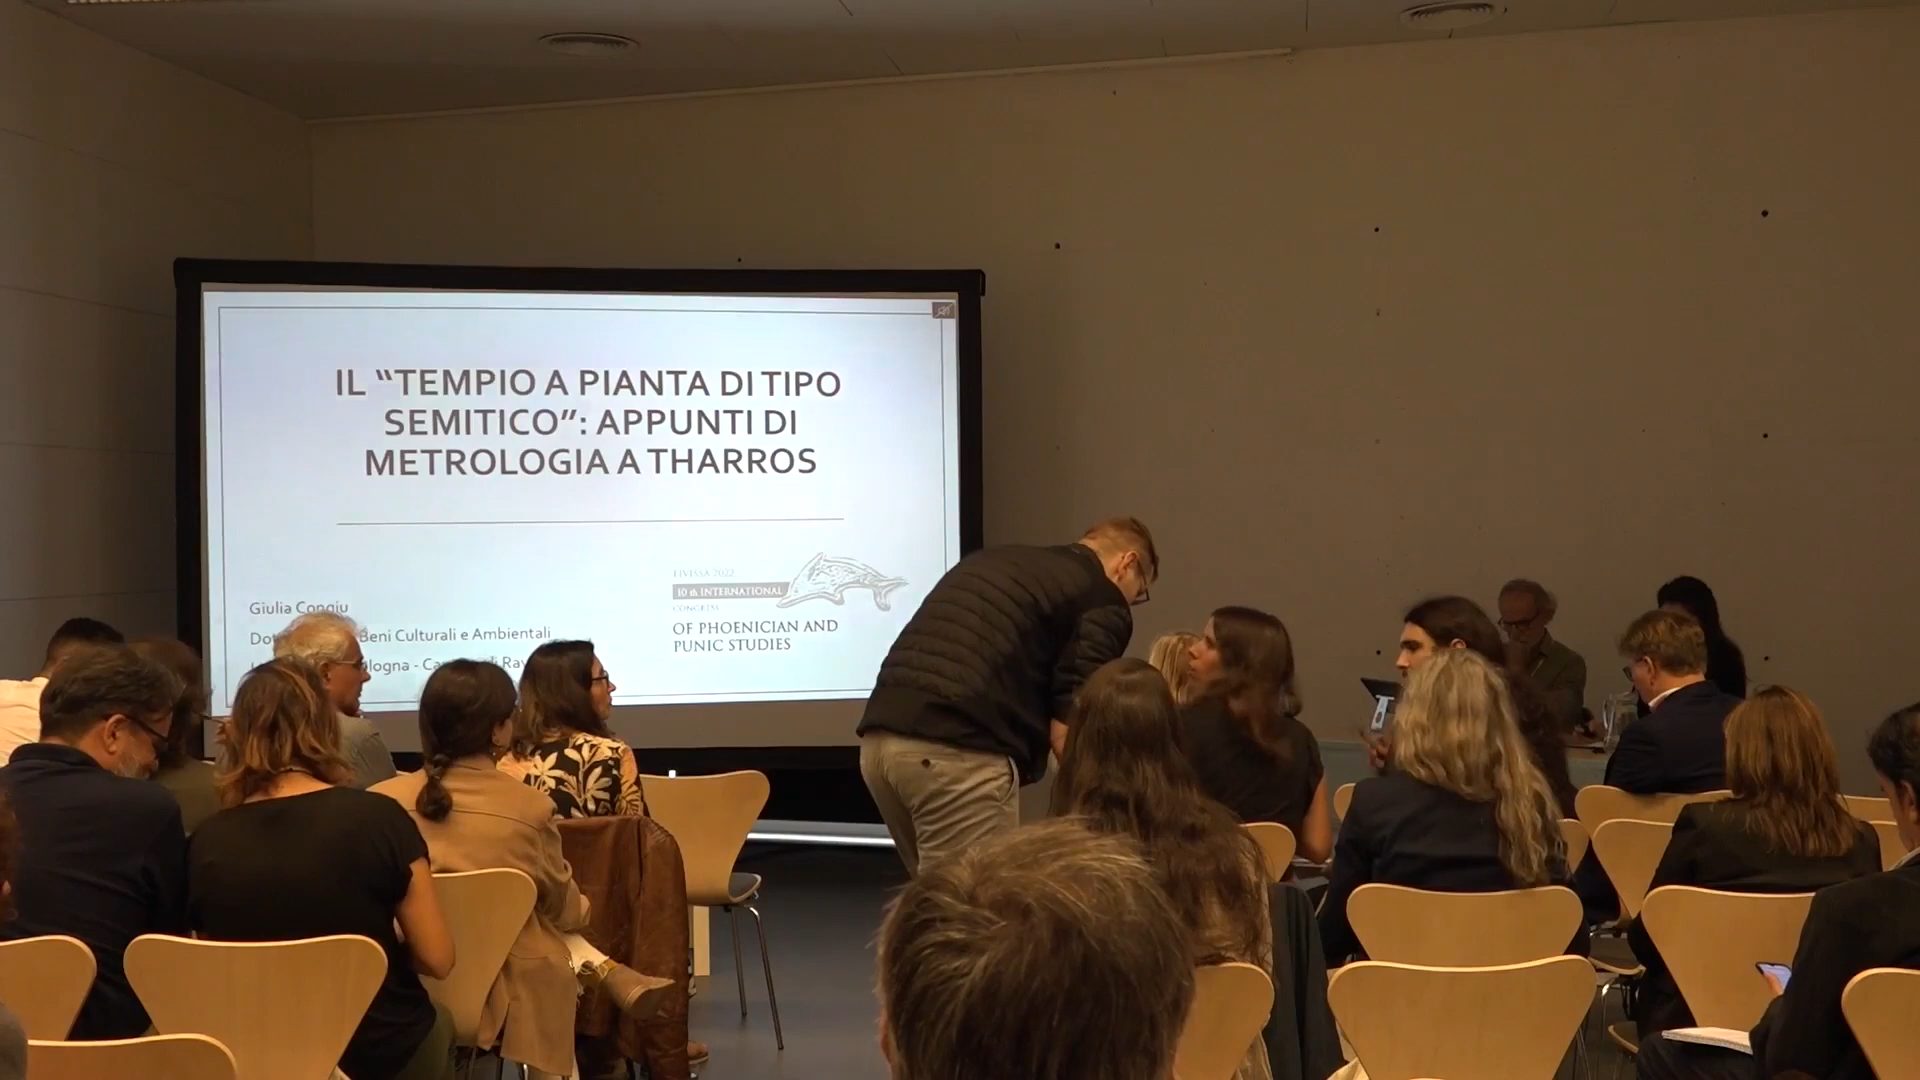 IL “TEMPIO A PIANTA DI TIPO
SEMITICO”: APPUNTI DI
METROLOGIA A THARROS
EIVISSA 2022
10 th INTERNATIONAL
CONGRESS
OF PHOENICIAN AND
PUNIC STUDIES
Giulia Congiu
Beni Culturali e Ambientali